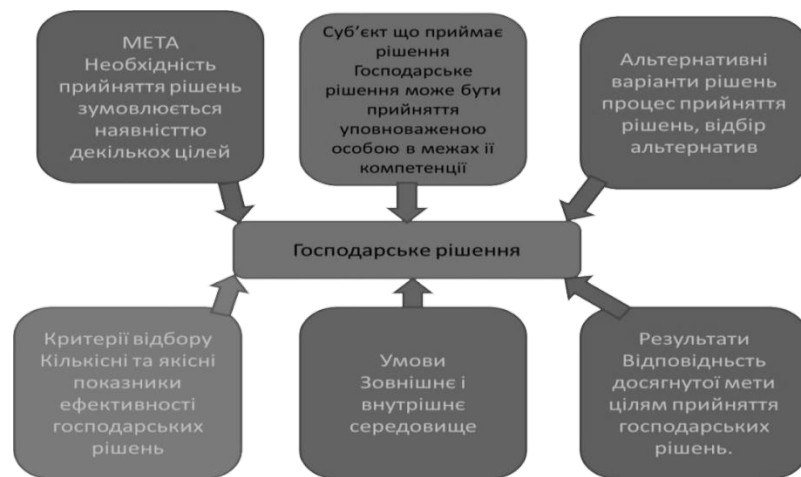 МЕТА
Необхідність
прийняття рішень
зумовлюється
наявністтю
декількох цілей
Суб'єкт що приймає
рішення
Господарське
рішення може бути
прийняття
уповноваженою
особою в межах її
компетенції
Альтернативні
варіанти рішень
процес прийняття
рішень, відбір
альтернатив
Господарське рішення
Критерії відбору
Кількісні та якісні
показники
ефективності
господарських
рішень
Умови
Зовнішнє і
внутрішнє
середовище
Результати
Відповідньсть
досягнутої мети
цілям прийняття
господарських
рішень.